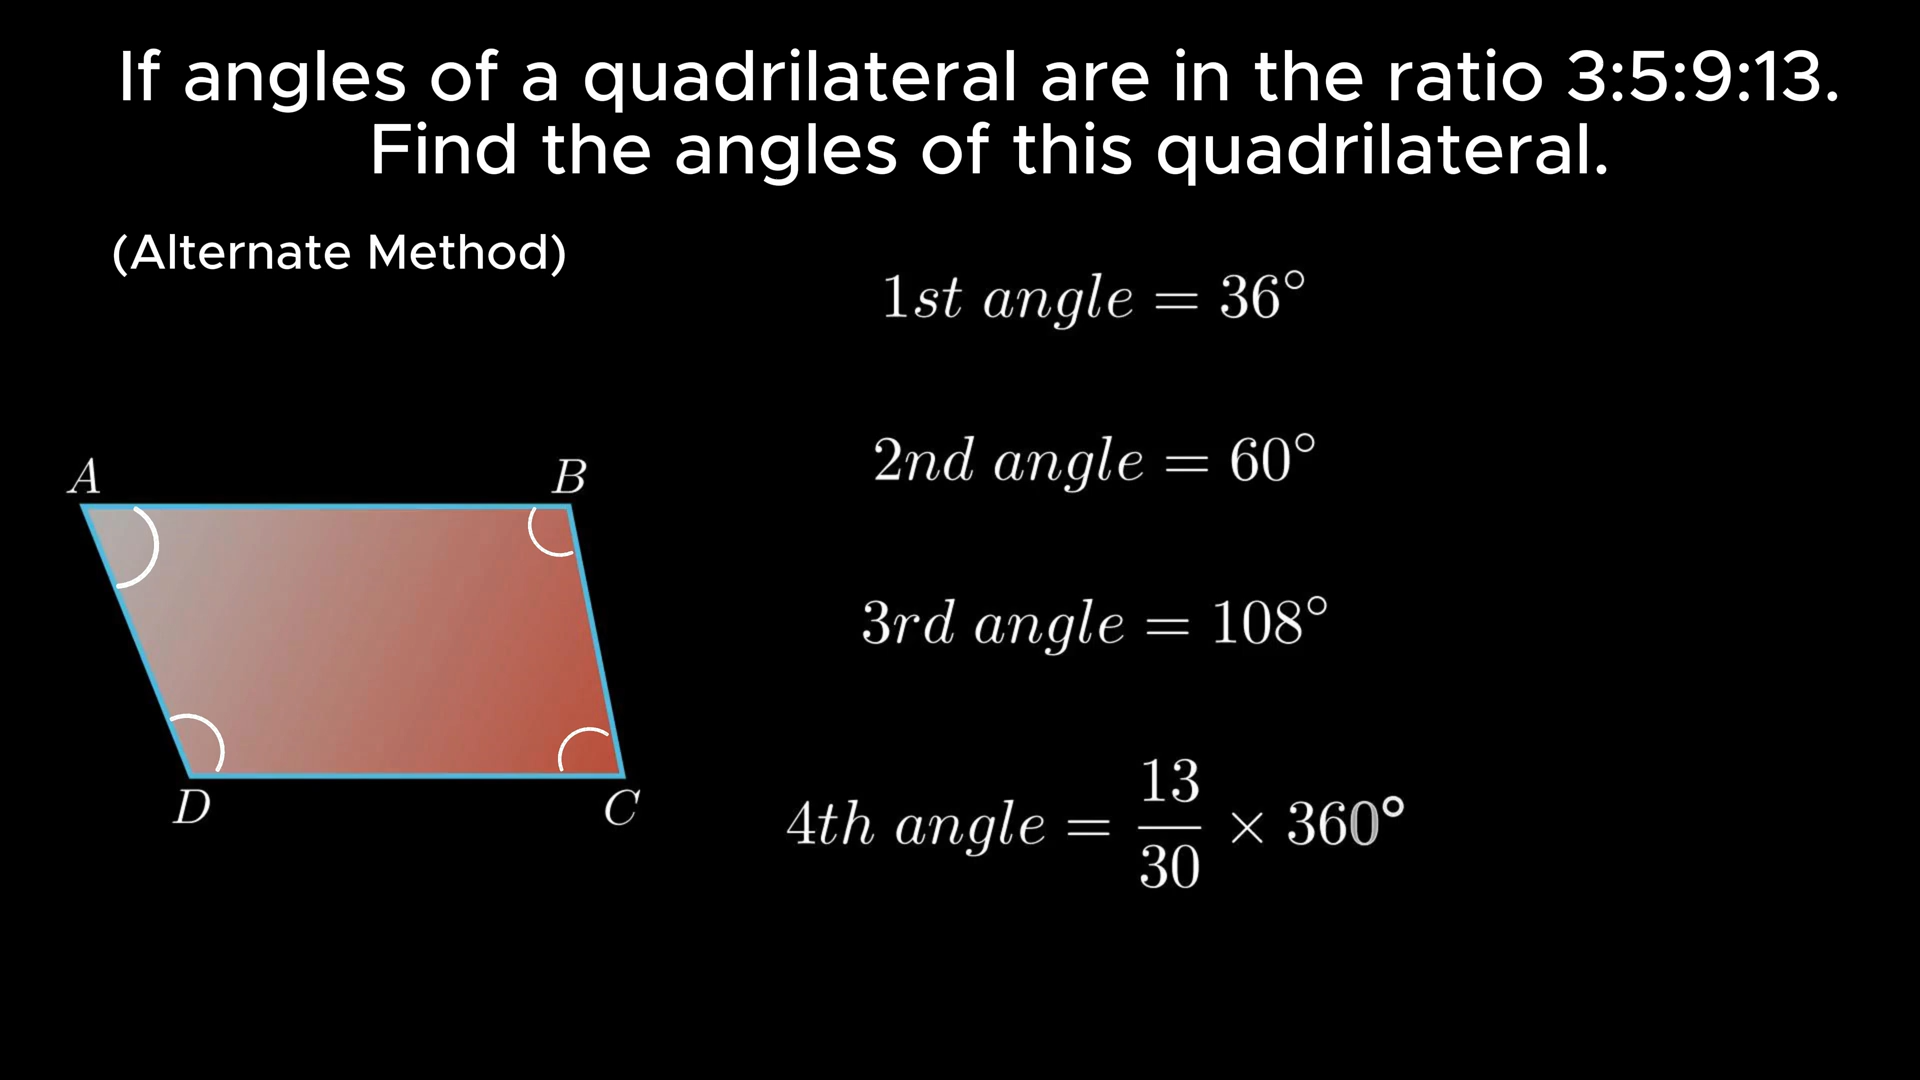 If angles of a quadrilateral are in the ratio 3:5:9:13.
Find the angles of this quadrilateral.
(Alternate Method)
1st angle = 36°
2nd angle = 60°
3rd angle = 108°
4th angle = 13/30 × 360°
A
B
D
C